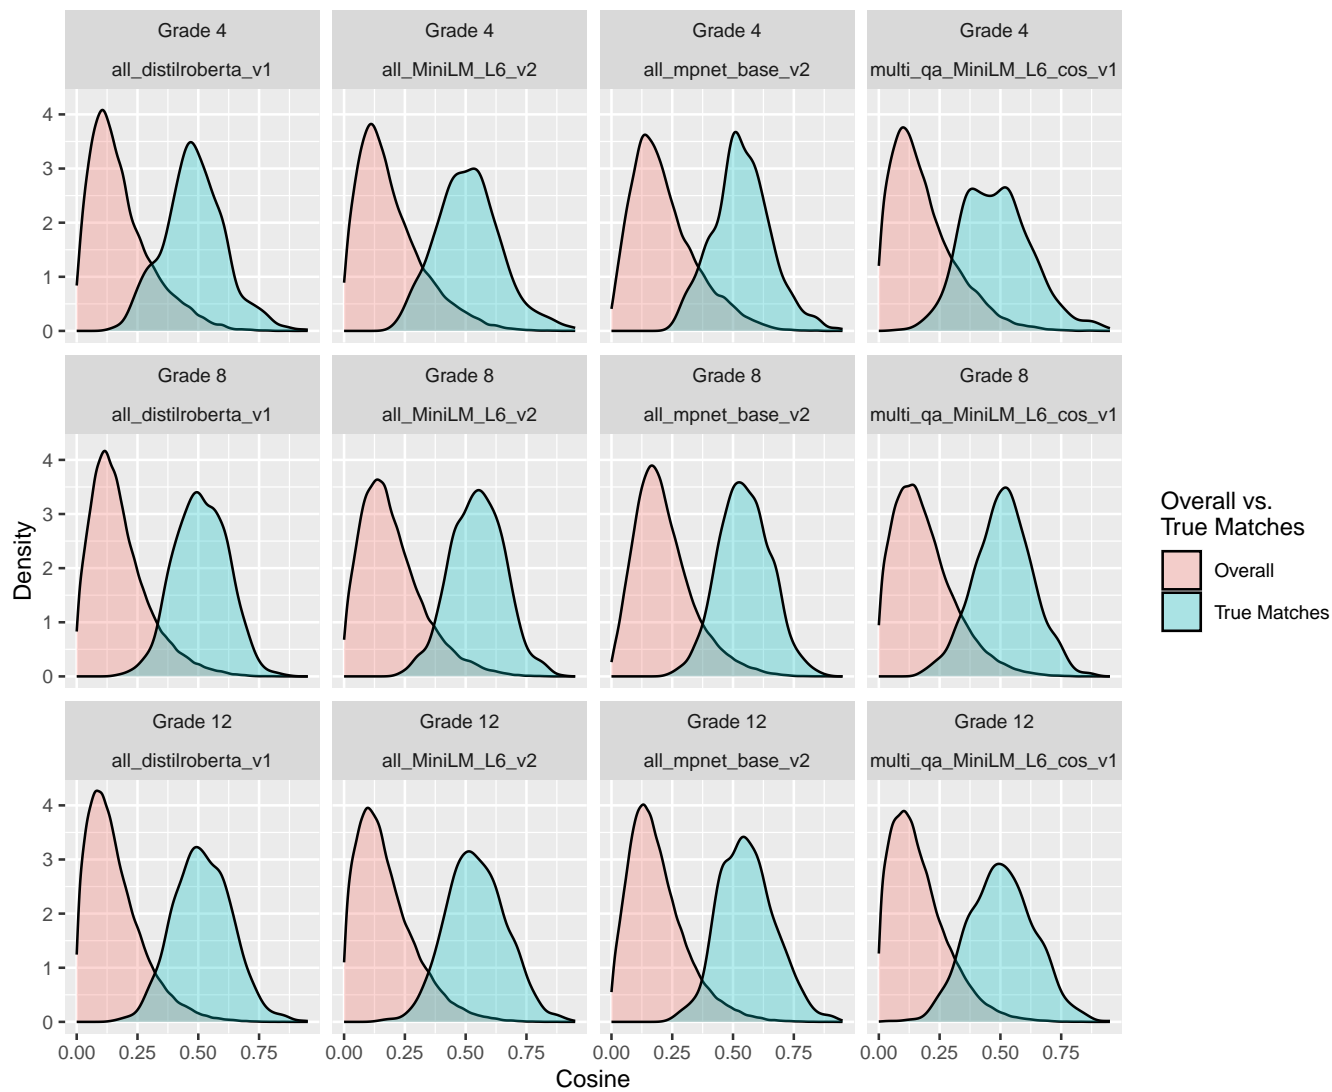 Grade 4
all_distilroberta_v1
Grade 4
all_MiniLM_L6_v2
Grade 4
all_mpnet_base_v2
Grade 4
multi_qa_MiniLM_L6_cos_v1
4
3
2
1
0
Grade 8
all_distilroberta_v1
Grade 8
all_MiniLM_L6_v2
Grade 8
all_mpnet_base_v2
Grade 8
multi_qa_MiniLM_L6_cos_v1
4
3
2
1
0
Density
Grade 12
all_distilroberta_v1
Grade 12
all_MiniLM_L6_v2
Grade 12
all_mpnet_base_v2
Grade 12
multi_qa_MiniLM_L6_cos_v1
4
3
2
1
0
0.00 0.25 0.50 0.75
0.00 0.25 0.50 0.75
0.00 0.25 0.50 0.75
0.00 0.25 0.50 0.75
Cosine
Overall vs.
True Matches
Overall
True Matches